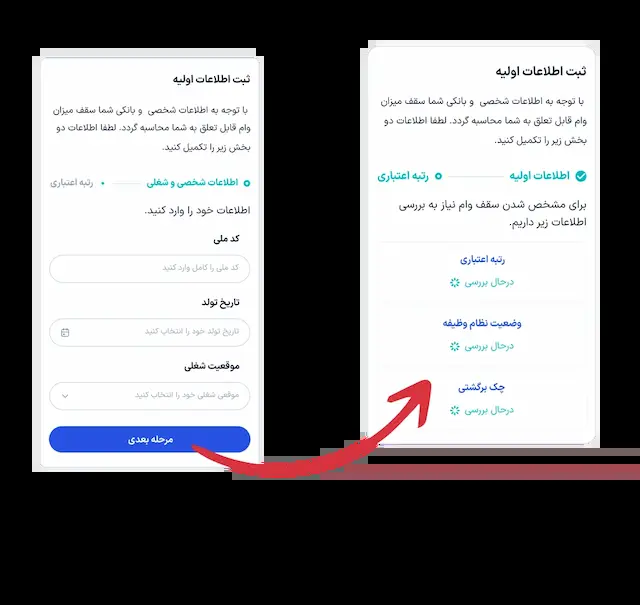 ثبت اطلاعات اولیه
با توجه به اطلاعات شخصی و بانکی شما سقف میزان
وام قابل تعلق به شما محاسبه گردد. لطفا اطلاعات دو
بخش زیر را تکمیل کنید.
اطلاعات شخصی و شغلی
رتبه اعتباری
اطلاعات خود را وارد کنید.
کد ملی
کد ملی را کامل وارد کنید
تاریخ تولد
تاریخ تولد خود را انتخاب کنید
موقعیت شغلی
موقعی شغلی خود را انتخاب کنید
مرحله بعدی
ثبت اطلاعات اولیه
با توجه به اطلاعات شخصی و بانکی شما سقف میزان
وام قابل تعلق به شما محاسبه گردد. لطفا اطلاعات دو
بخش زیر را تکمیل کنید.
اطلاعات اولیه
رتبه اعتباری
برای مشخص شدن سقف وام نیاز به بررسی
اطلاعات زیر داریم.
رتبه اعتباری
درحال بررسی
وضعیت نظام وظیفه
درحال بررسی
چک برگشتی
درحال بررسی